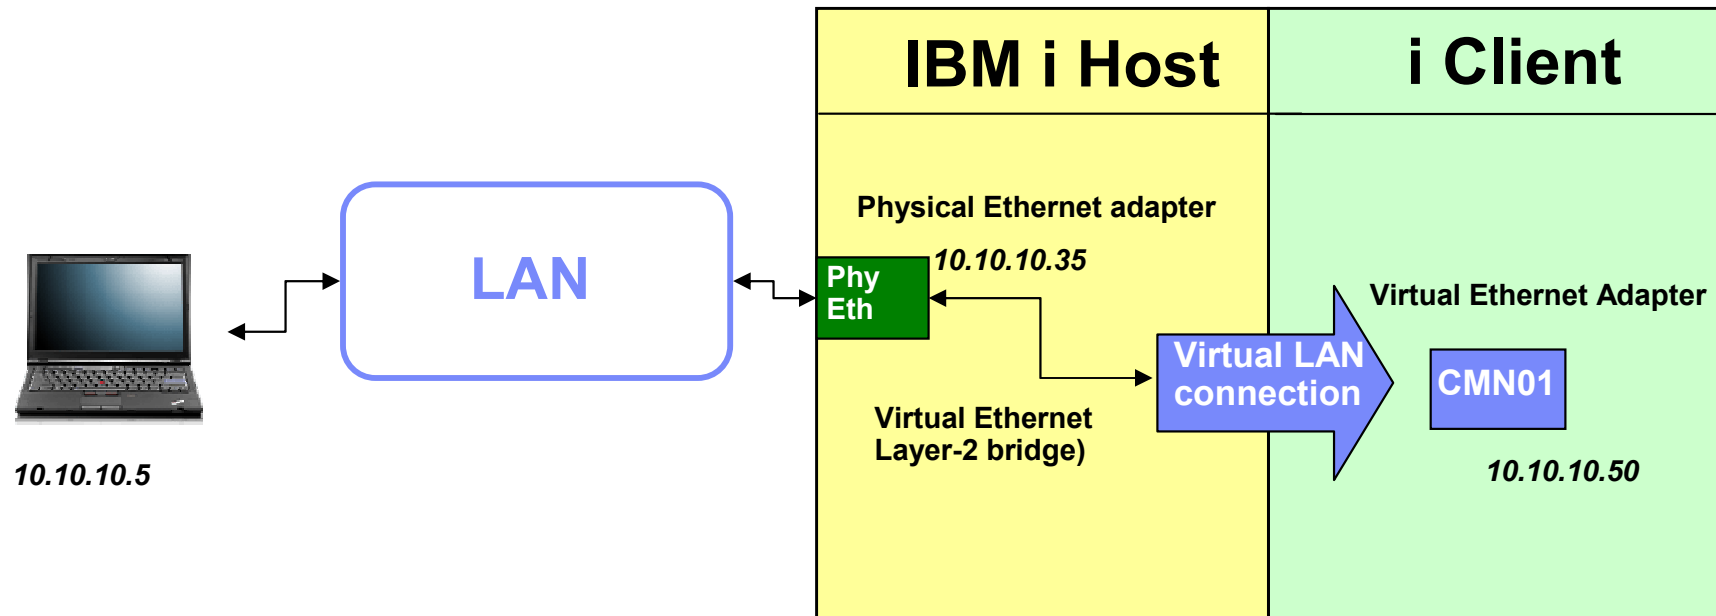 IBM i Host
i Client
Physical Ethernet adapter
10.10.10.35
LAN
Phy
Eth
Virtual Ethernet Adapter
Virtual LAN
connection
CMN01
Virtual Ethernet
Layer-2 bridge)
10.10.10.5
10.10.10.50